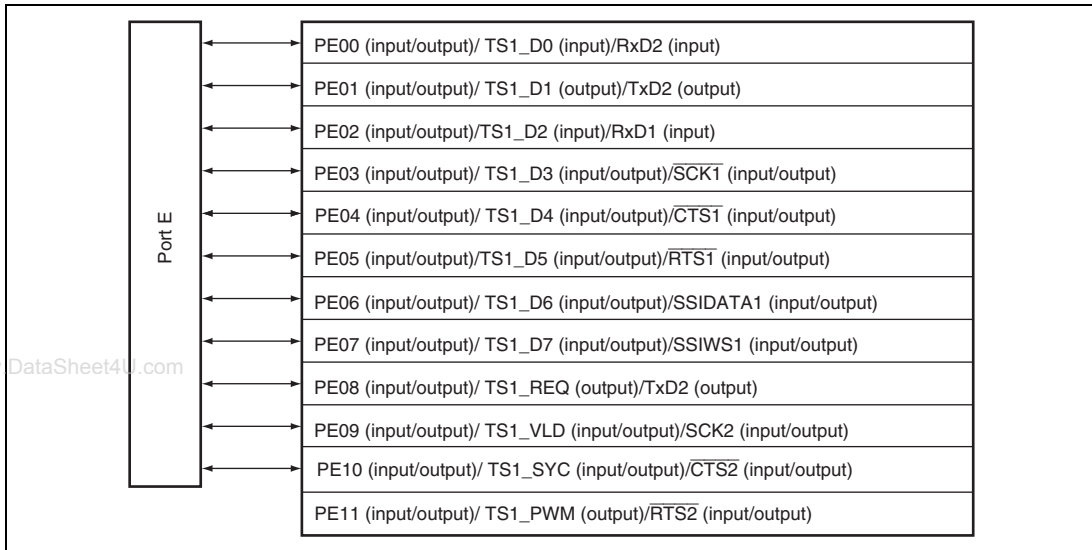 Port E
PE00 (input/output)/ TS1_D0 (input)/RxD2 (input)
PE01 (input/output)/ TS1_D1 (output)/TxD2 (output)
PE02 (input/output)/TS1_D2 (input)/RxD1 (input)
PE03 (input/output)/ TS1_D3 (input/output)/S̅C̅K̅1̅ (input/output)
PE04 (input/output)/ TS1_D4 (input/output)/C̅T̅S̅1̅ (input/output)
PE05 (input/output)/TS1_D5 (input/output)/R̅T̅S̅1̅ (input/output)
PE06 (input/output)/ TS1_D6 (input/output)/SSIDATA1 (input/output)
PE07 (input/output)/ TS1_D7 (input/output)/SSIWS1 (input/output)
.DataSheet4U.com
PE08 (input/output)/ TS1_REQ (output)/TxD2 (output)
PE09 (input/output)/ TS1_VLD (input/output)/SCK2 (input/output)
PE10 (input/output)/ TS1_SYC (input/output)/C̅T̅S̅2̅ (input/output)
PE11 (input/output)/ TS1_PWM (output)/R̅T̅S̅2̅ (input/output)